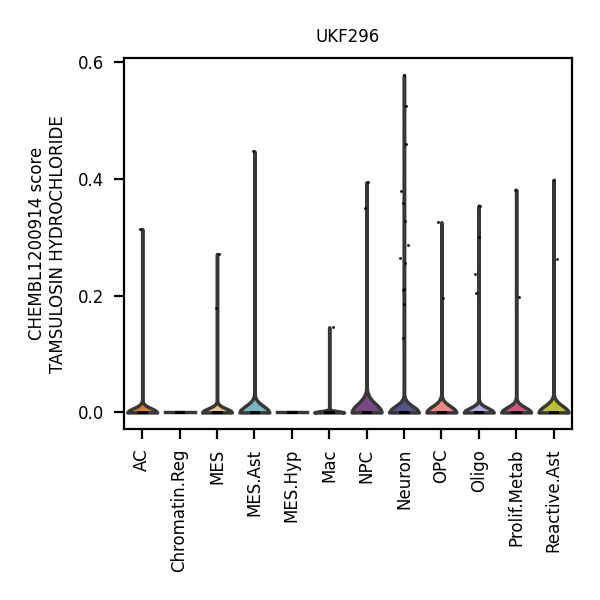 UKF296
CHEMBL1200914 score
TAMSULOSIN HYDROCHLORIDE
0.6
0.4
0.2
0.0
AC
Chromatin.Reg
MES
MES.Ast
MES.Hyp
Mac
NPC
Neuron
OPC
Oligo
Prolif.Metab
Reactive.Ast